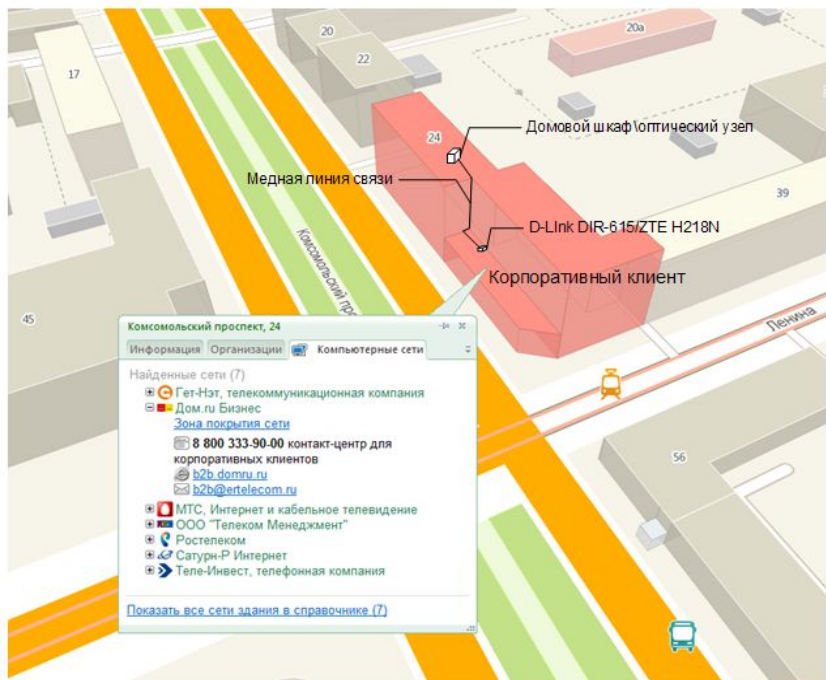 20
20а
22
17
24
Домовой шкаф\оптический узел
Медная линия связи
39
D-LInk DIR-615/ZTE H218N
Корпоративный клиент
Комсомольский про
45
Ленина
Комсомольский проспект, 24
Информация Организации Компьютерные сети
Найденные сети (7)
Гет-Нэт, телекоммуникационная компания
Дом.ru Бизнес
Зона покрытия сети
8 800 333-90-00 контакт-центр для
корпоративных клиентов
b2b.domru.ru
b2b@ertelecom.ru
МТС, Интернет и кабельное телевидение
ООО "Телеком Менеджмент"
Ростелеком
Сатурн-Р Интернет
Теле-Инвест, телефонная компания
Показать все сети здания в справочнике (7)
56